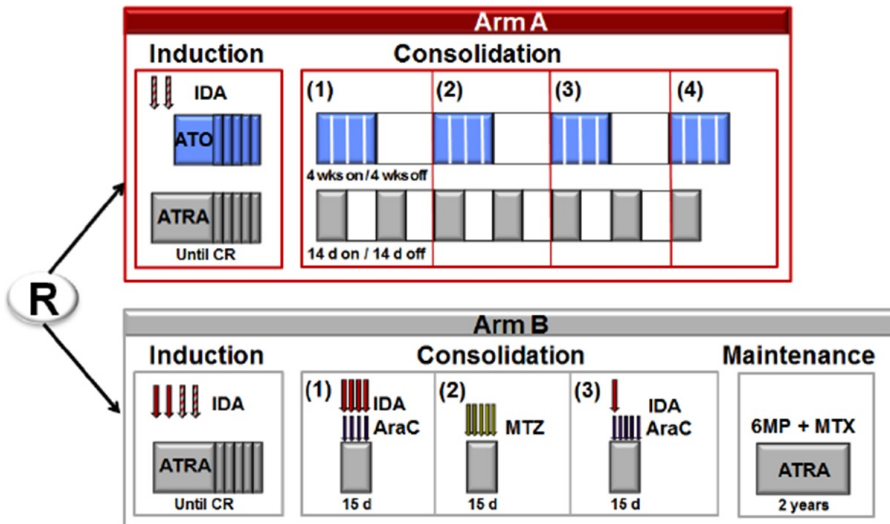 Arm A
Induction Consolidation
IDA
(1) (2) (3) (4)
ATO
4 wks on / 4 wks off
ATRA
Until CR
14 d on / 14 d off
R
Arm B
Induction Consolidation Maintenance
IDA
(1) IDA
AraC
15 d
(2)
MTZ
15 d
(3) IDA
AraC
15 d
ATRA
Until CR
6MP + MTX
ATRA
2 years